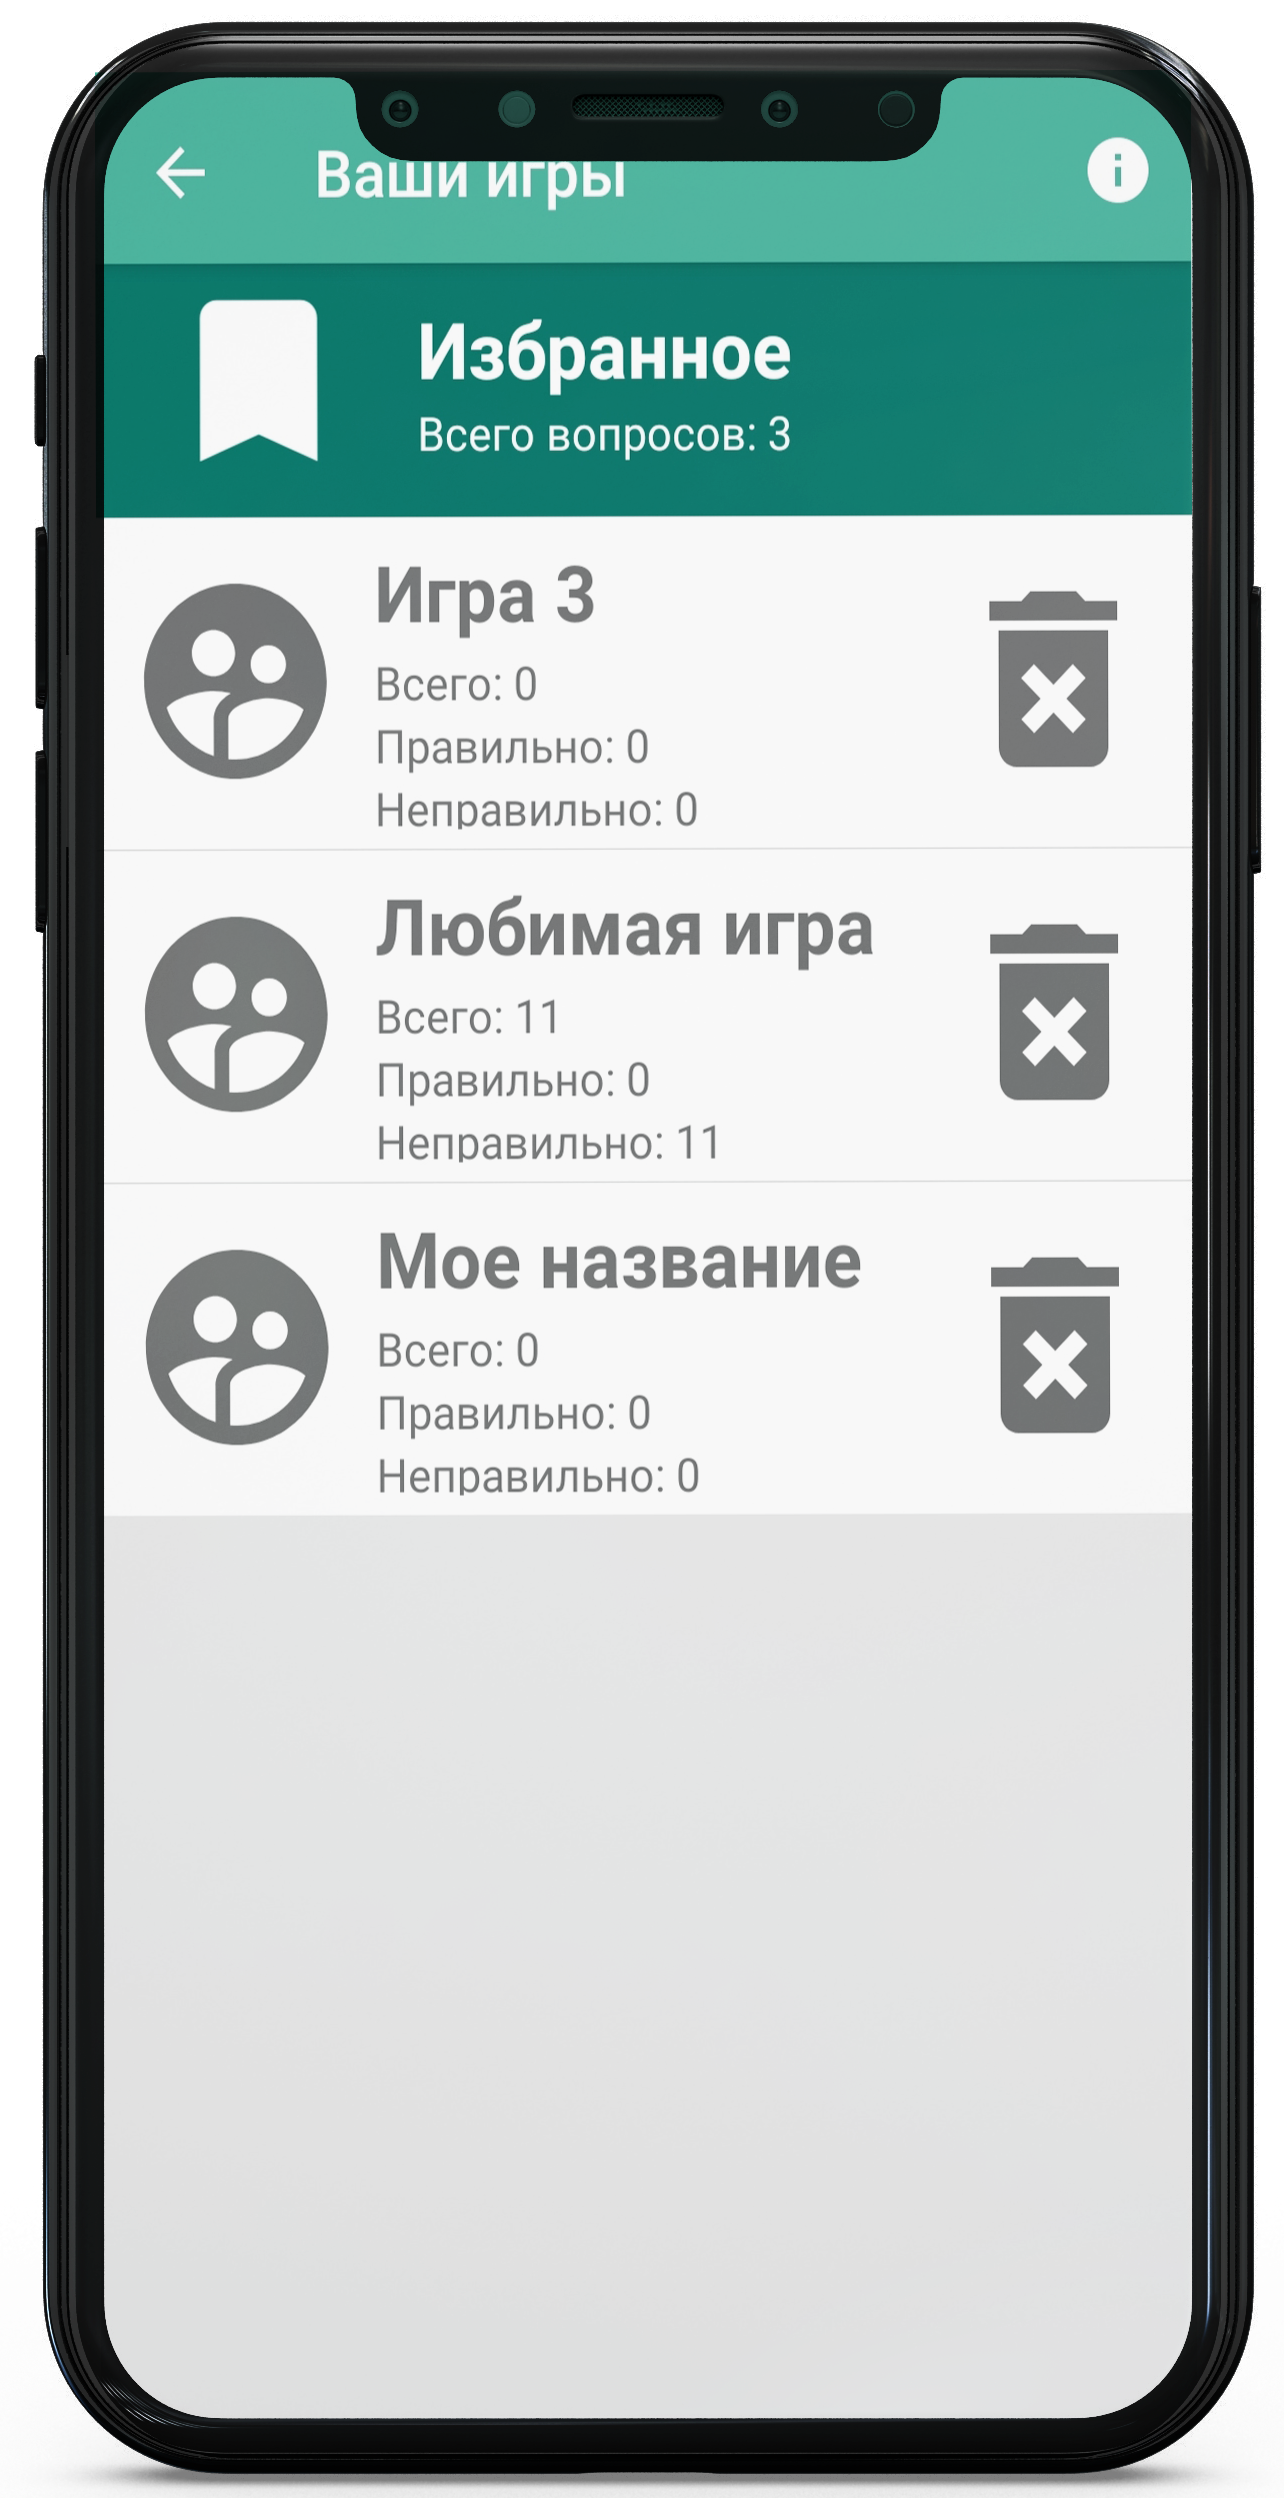 Ваши игры
Избранное
Всего вопросов: 3
Игра 3
Всего: 0
Правильно: 0
Неправильно: 0
Любимая игра
Всего: 11
Правильно: 0
Неправильно: 11
Мое название
Всего: 0
Правильно: 0
Неправильно: 0